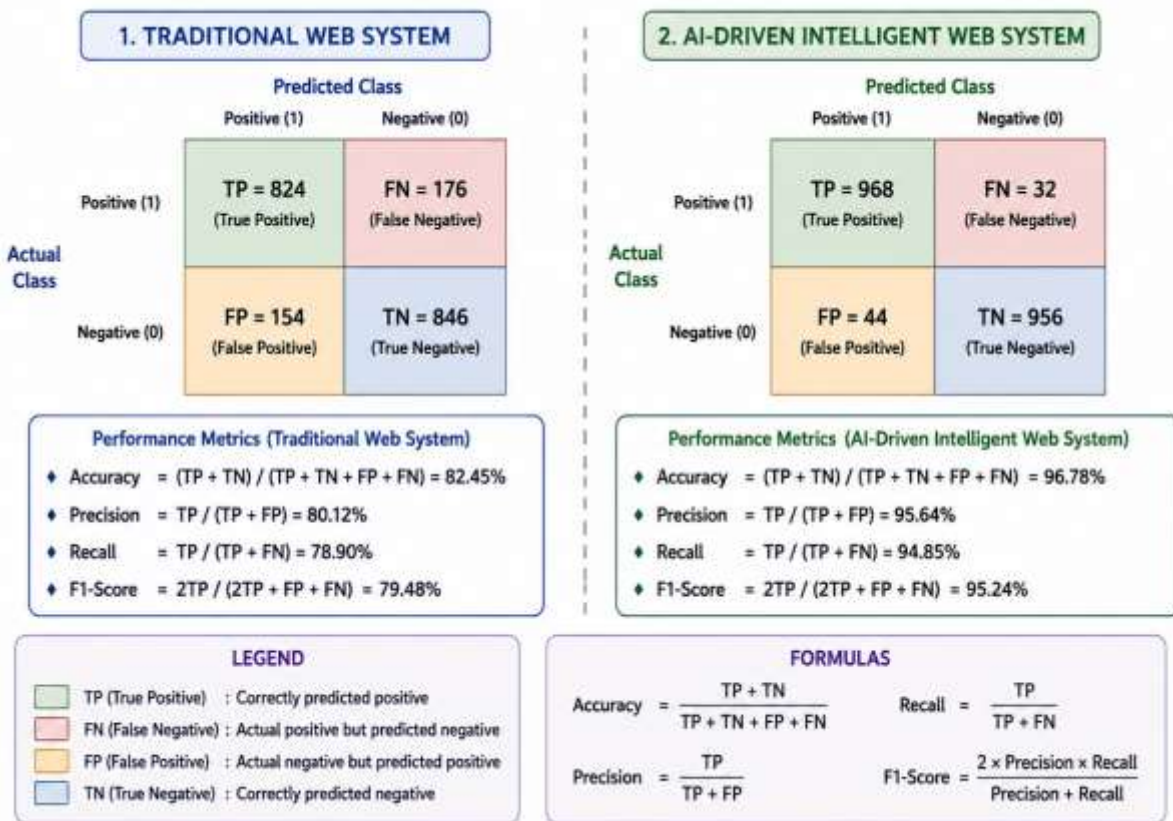 1. TRADITIONAL WEB SYSTEM
Predicted Class
Positive (1) Negative (0)
Positive (1)
TP = 824
(True Positive)
FN = 176
(False Negative)
Actual
Class
Negative (0)
FP = 154
(False Positive)
TN = 846
(True Negative)
Performance Metrics (Traditional Web System)
♦ Accuracy = (TP + TN) / (TP + TN + FP + FN) = 82.45%
♦ Precision = TP / (TP + FP) = 80.12%
♦ Recall = TP / (TP + FN) = 78.90%
♦ F1-Score = 2TP / (2TP + FP + FN) = 79.48%
2. AI-DRIVEN INTELLIGENT WEB SYSTEM
Predicted Class
Positive (1) Negative (0)
Positive (1)
TP = 968
(True Positive)
FN = 32
(False Negative)
Actual
Class
Negative (0)
FP = 44
(False Positive)
TN = 956
(True Negative)
Performance Metrics (AI-Driven Intelligent Web System)
♦ Accuracy = (TP + TN) / (TP + TN + FP + FN) = 96.78%
♦ Precision = TP / (TP + FP) = 95.64%
♦ Recall = TP / (TP + FN) = 94.85%
♦ F1-Score = 2TP / (2TP + FP + FN) = 95.24%
LEGEND
TP (True Positive) : Correctly predicted positive
FN (False Negative) : Actual positive but predicted negative
FP (False Positive) : Actual negative but predicted positive
TN (True Negative) : Correctly predicted negative
FORMULAS
Accuracy =
TP + TN
TP + TN + FP + FN
Recall =
TP
TP + FN
Precision =
TP
TP + FP
F1-Score =
2 × Precision × Recall
Precision + Recall